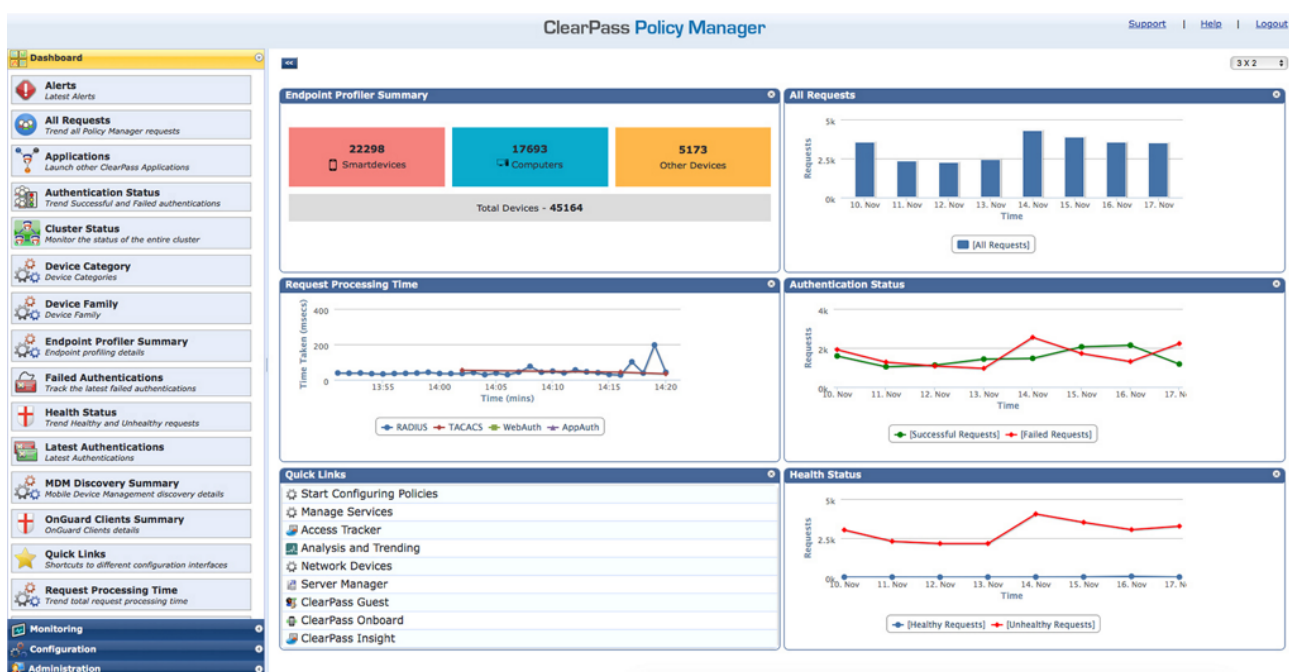 ClearPass Policy Manager
Support | Help | Logout
Dashboard
Alerts
Latest Alerts
All Requests
Trend all Policy Manager requests
Applications
Launch other ClearPass Applications
Authentication Status
Trend Successful and Failed authentications
Cluster Status
Monitor the status of the entire cluster
Device Category
Device Categories
Device Family
Device Family
Endpoint Profiler Summary
Endpoint profiling details
Failed Authentications
Track the latest failed authentications
Health Status
Trend Healthy and Unhealthy requests
Latest Authentications
Latest Authentications
MDM Discovery Summary
Mobile Device Management discovery details
OnGuard Clients Summary
OnGuard Clients details
Quick Links
Shortcuts to different configuration interfaces
Request Processing Time
Trend total request processing time
Monitoring
Configuration
Administration
<<
3 X 2
Endpoint Profiler Summary
22298
Smartdevices
17693
Computers
5173
Other Devices
Total Devices - 45164
All Requests
5k
2.5k
0k
Requests
10. Nov 11. Nov 12. Nov 13. Nov 14. Nov 15. Nov 16. Nov 17. Nov
Time
[All Requests]
Request Processing Time
400
200
0
Time Taken (msecs)
13:55 14:00 14:05 14:10 14:15 14:20
Time (mins)
RADIUS TACACS WebAuth AppAuth
Authentication Status
4k
2k
0k
Requests
10. Nov 11. Nov 12. Nov 13. Nov 14. Nov 15. Nov 16. Nov 17. N
Time
[Successful Requests] [Failed Requests]
Quick Links
Start Configuring Policies
Manage Services
Access Tracker
Analysis and Trending
Network Devices
Server Manager
ClearPass Guest
ClearPass Onboard
ClearPass Insight
Health Status
5k
2.5k
0k
Requests
10. Nov 11. Nov 12. Nov 13. Nov 14. Nov 15. Nov 16. Nov 17. N
Time
[Healthy Requests] [Unhealthy Requests]